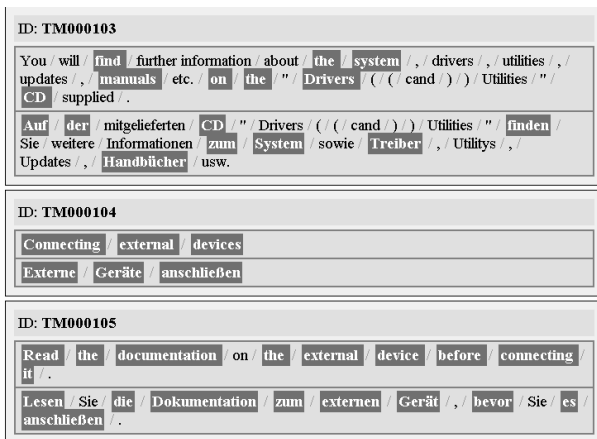 ID: TM000103
You / will / find / further information / about / the / system / , / drivers / , / utilities / , /
updates / , / manuals / etc. / on / the / " / Drivers / ( / ( / cand / ) / ) / Utilities / " /
CD / supplied / .
Auf / der / mitgelieferten / CD / " / Drivers / ( / ( / cand / ) / ) / Utilities / " / finden /
Sie / weitere / Informationen / zum / System / sowie / Treiber / , / Utilitys / , /
Updates / , / Handbücher / usw.
ID: TM000104
Connecting / external / devices
Externe / Geräte / anschließen
ID: TM000105
Read / the / documentation / on / the / external / device / before / connecting /
it / .
Lesen / Sie / die / Dokumentation / zum / externen / Gerät / , / bevor / Sie / es /
anschließen / .